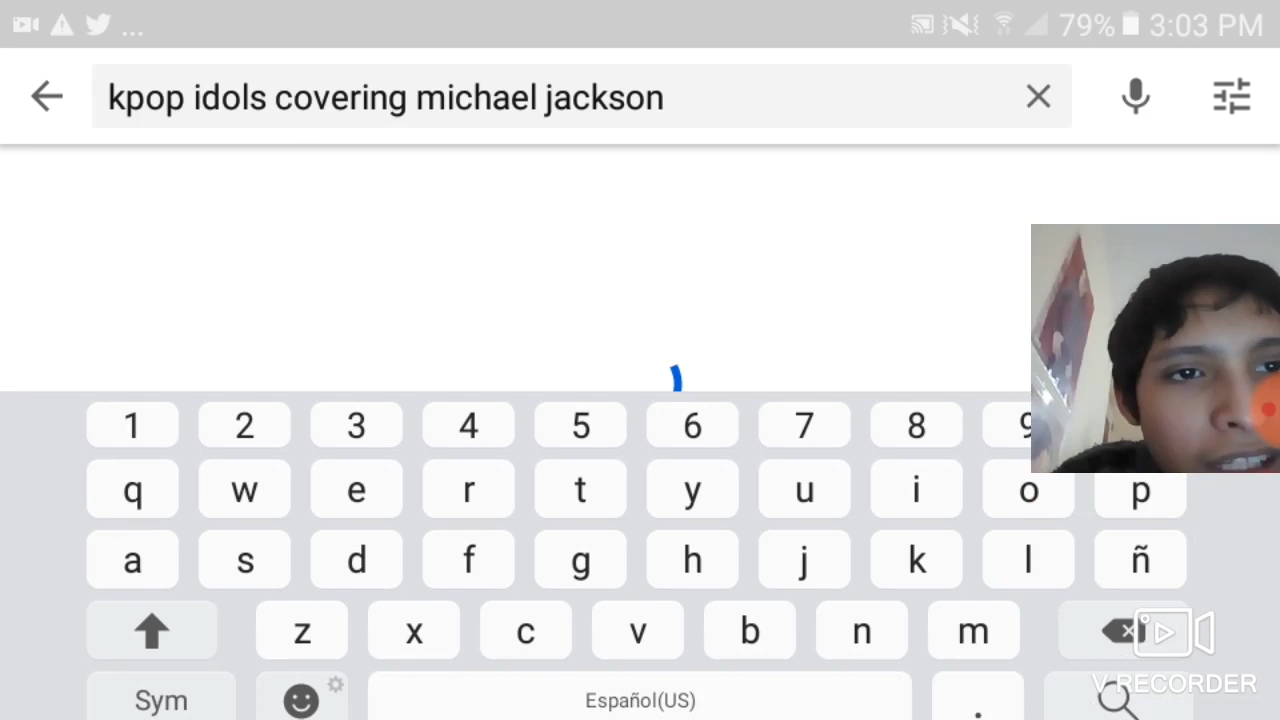 ... 79% 3:03 PM
kpop idols covering michael jackson
1 2 3 4 5 6 7 8 9
q w e r t y u i o p
a s d f g h j k l ñ
z x c v b n m
V RECORDER
Sym Español(US) .